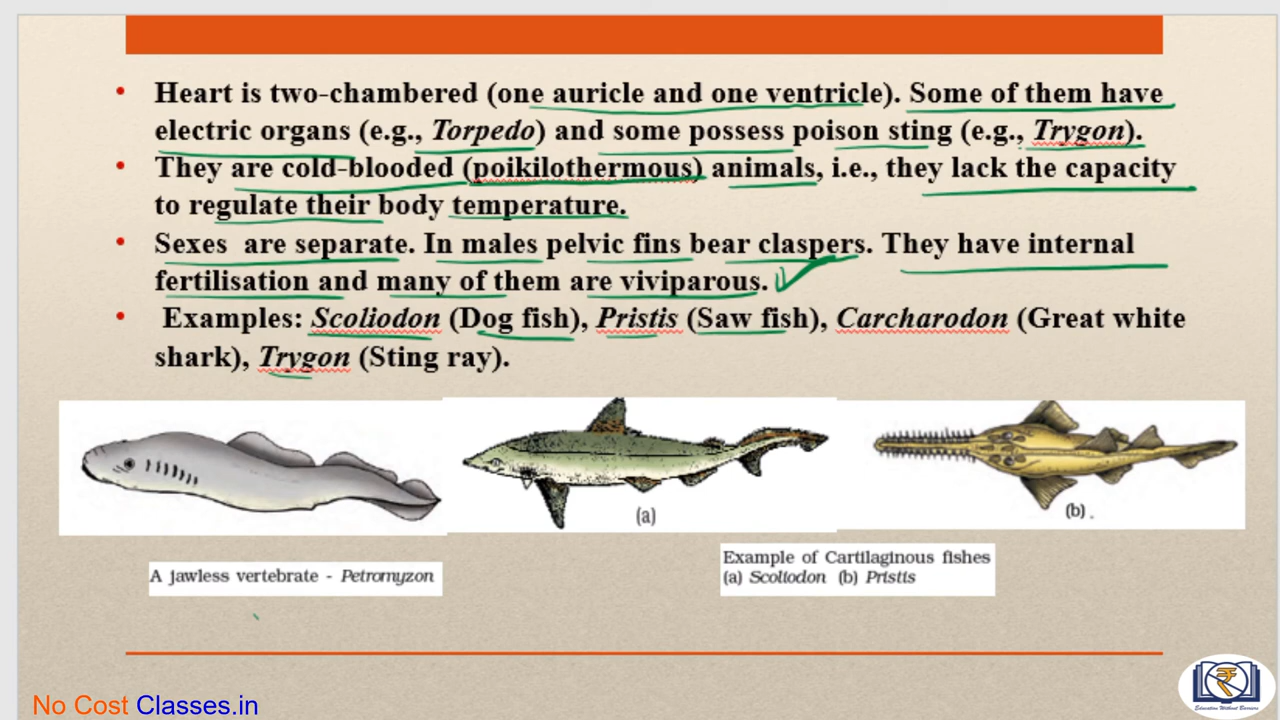 • Heart is two-chambered (one auricle and one ventricle). Some of them have
electric organs (e.g., Torpedo) and some possess poison sting (e.g., Trygon).
• They are cold-blooded (poikilothermous) animals, i.e., they lack the capacity
to regulate their body temperature.
• Sexes are separate. In males pelvic fins bear claspers. They have internal
fertilisation and many of them are viviparous.
• Examples: Scoliodon (Dog fish), Pristis (Saw fish), Carcharodon (Great white
shark), Trygon (Sting ray).
(a)
(b) .
A jawless vertebrate - Petromyzon
Example of Cartilaginous fishes
(a) Scoliodon (b) Pristis
No Cost Classes.in
Education Without Barriers